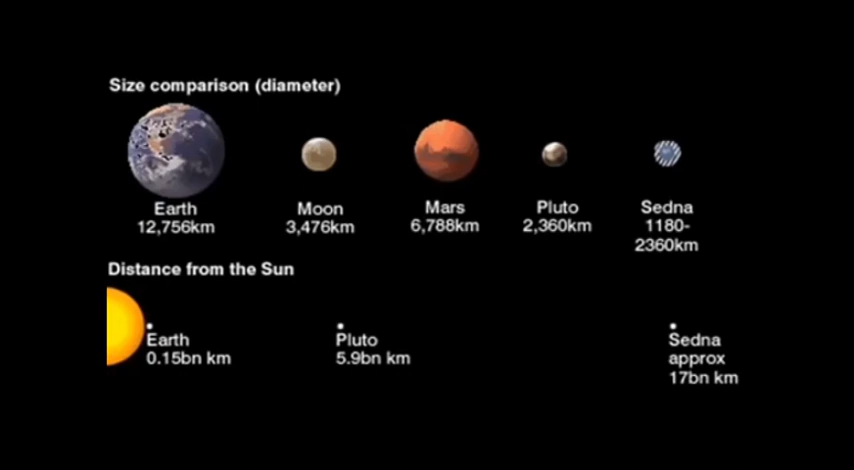 Size comparison (diameter)
Earth Moon Mars Pluto Sedna
12,756km 3,476km 6,788km 2,360km 1180-
2360km
Distance from the Sun
Earth Pluto Sedna
0.15bn km 5.9bn km approx
17bn km